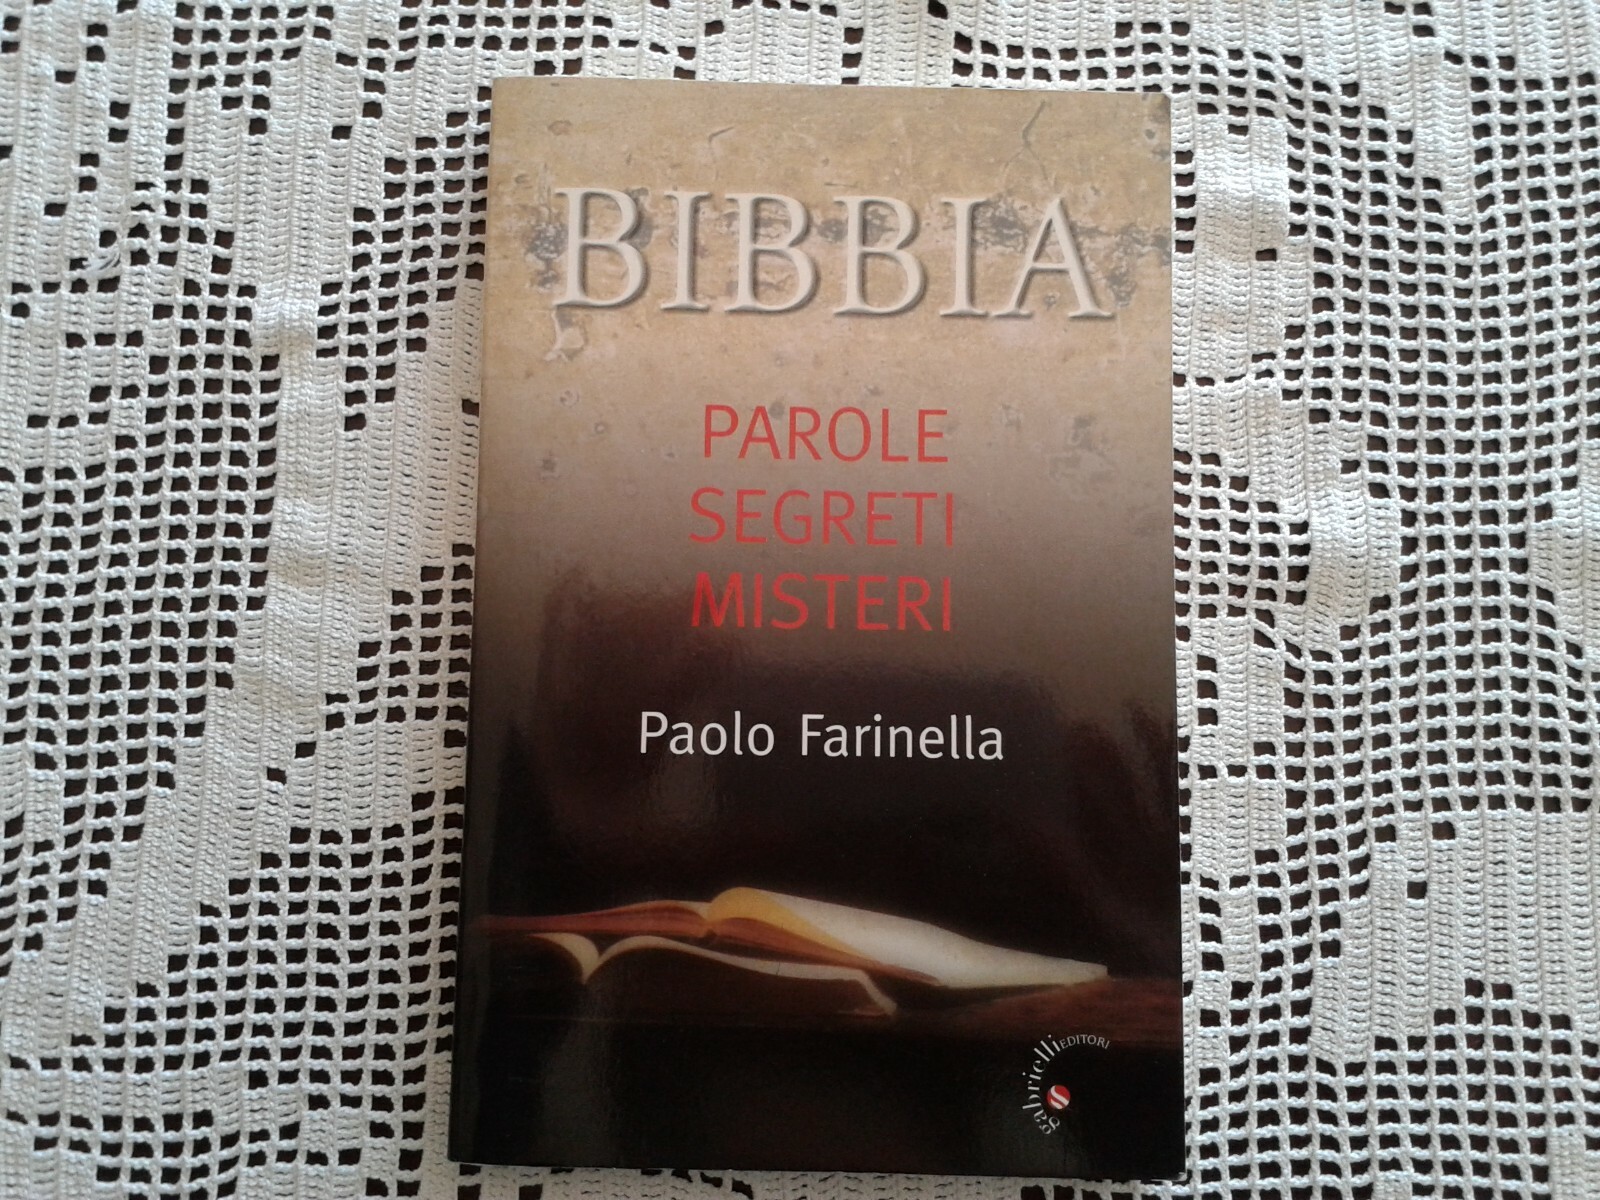 BIBBIA
PAROLE
SEGRETI
MISTERI
Paolo Farinella
gabrielli EDITORI